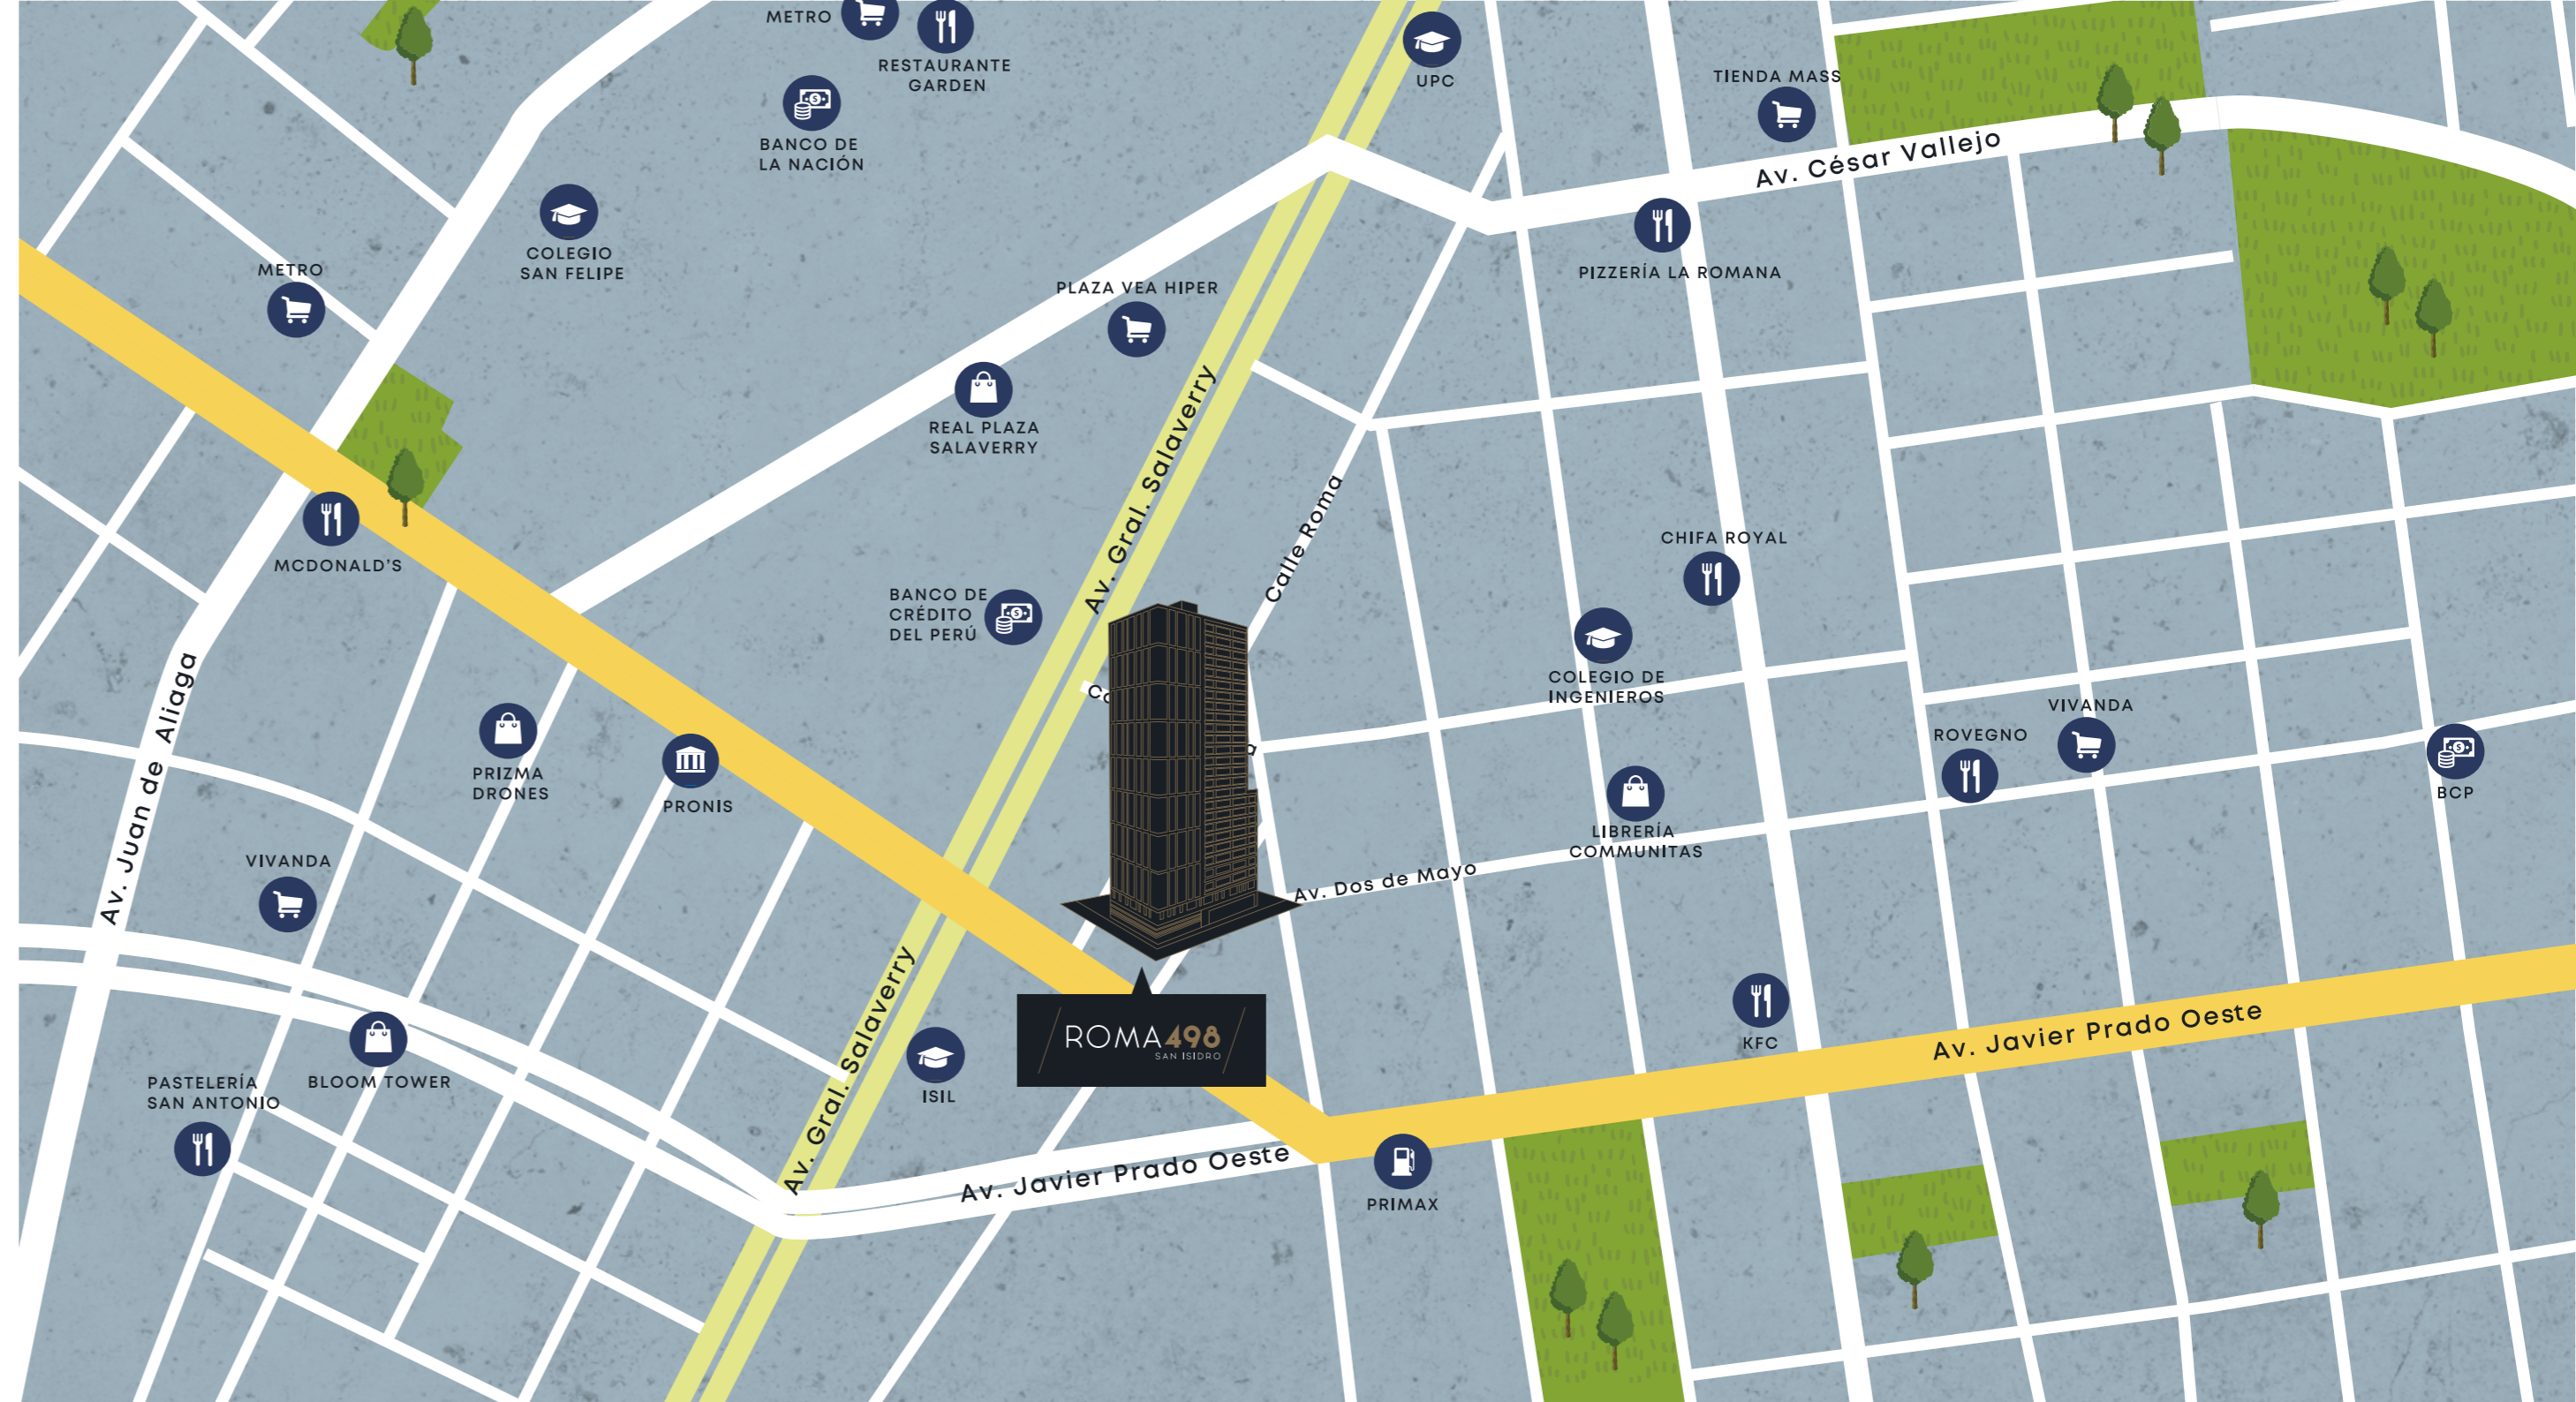 METRO
RESTAURANTE
GARDEN
UPC
TIENDA MASS
BANCO DE
LA NACIÓN
Av. César Vallejo
COLEGIO
SAN FELIPE
METRO
PIZZERÍA LA ROMANA
PLAZA VEA HIPER
REAL PLAZA
SALAVERRY
Av. Gral. Salaverry
Calle Roma
MCDONALD'S
CHIFA ROYAL
BANCO DE
CRÉDITO
DEL PERÚ
COLEGIO DE
INGENIEROS
Av. Juan de Aliaga
VIVANDA
ROVEGNO
PRIZMA
DRONES
PRONIS
BCP
LIBRERÍA
COMMUNITAS
VIVANDA
Av. Dos de Mayo
Av. Gral. Salaverry
ROMA498
SAN ISIDRO
KFC
Av. Javier Prado Oeste
PASTELERÍA
SAN ANTONIO
BLOOM TOWER
ISIL
Av. Javier Prado Oeste
PRIMAX